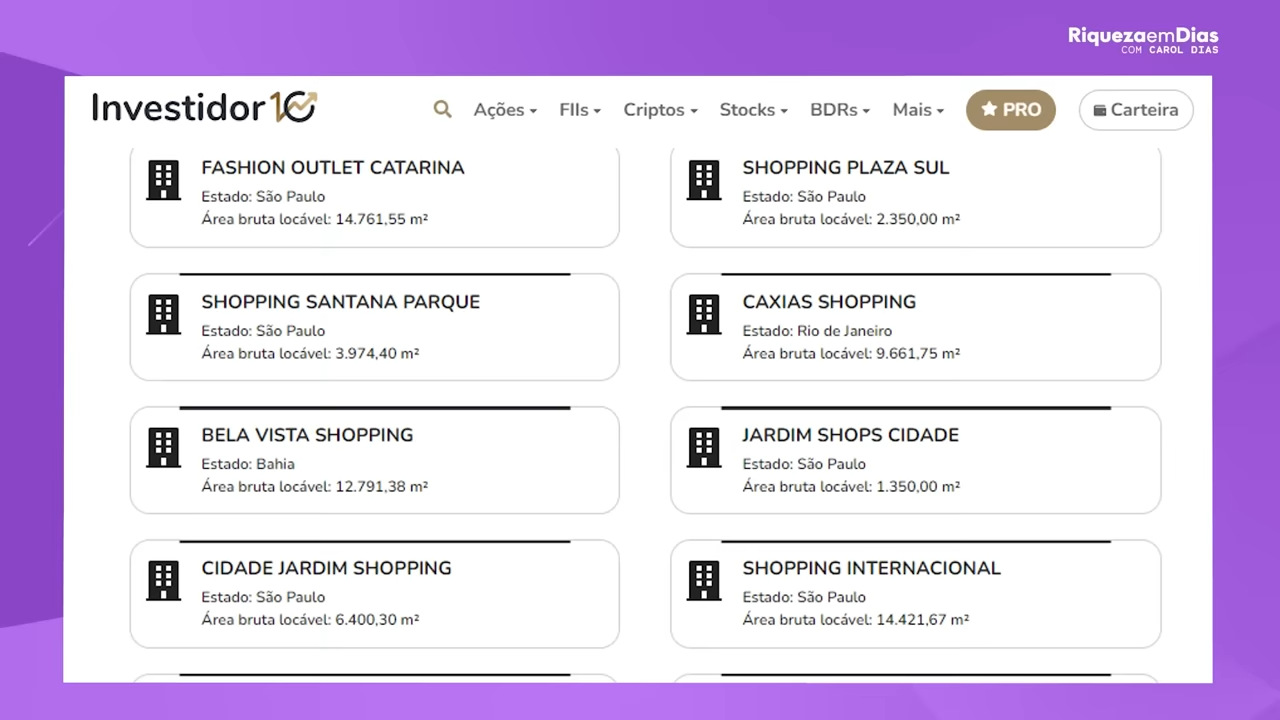 RiquezaemDias
COM CAROL DIAS
Investidor 10
Ações
FIIs
Criptos
Stocks
BDRs
Mais
PRO
Carteira
FASHION OUTLET CATARINA
Estado: São Paulo
Área bruta locável: 14.761,55 m²
SHOPPING PLAZA SUL
Estado: São Paulo
Área bruta locável: 2.350,00 m²
SHOPPING SANTANA PARQUE
Estado: São Paulo
Área bruta locável: 3.974,40 m²
CAXIAS SHOPPING
Estado: Rio de Janeiro
Área bruta locável: 9.661,75 m²
BELA VISTA SHOPPING
Estado: Bahia
Área bruta locável: 12.791,38 m²
JARDIM SHOPS CIDADE
Estado: São Paulo
Área bruta locável: 1.350,00 m²
CIDADE JARDIM SHOPPING
Estado: São Paulo
Área bruta locável: 6.400,30 m²
SHOPPING INTERNACIONAL
Estado: São Paulo
Área bruta locável: 14.421,67 m²